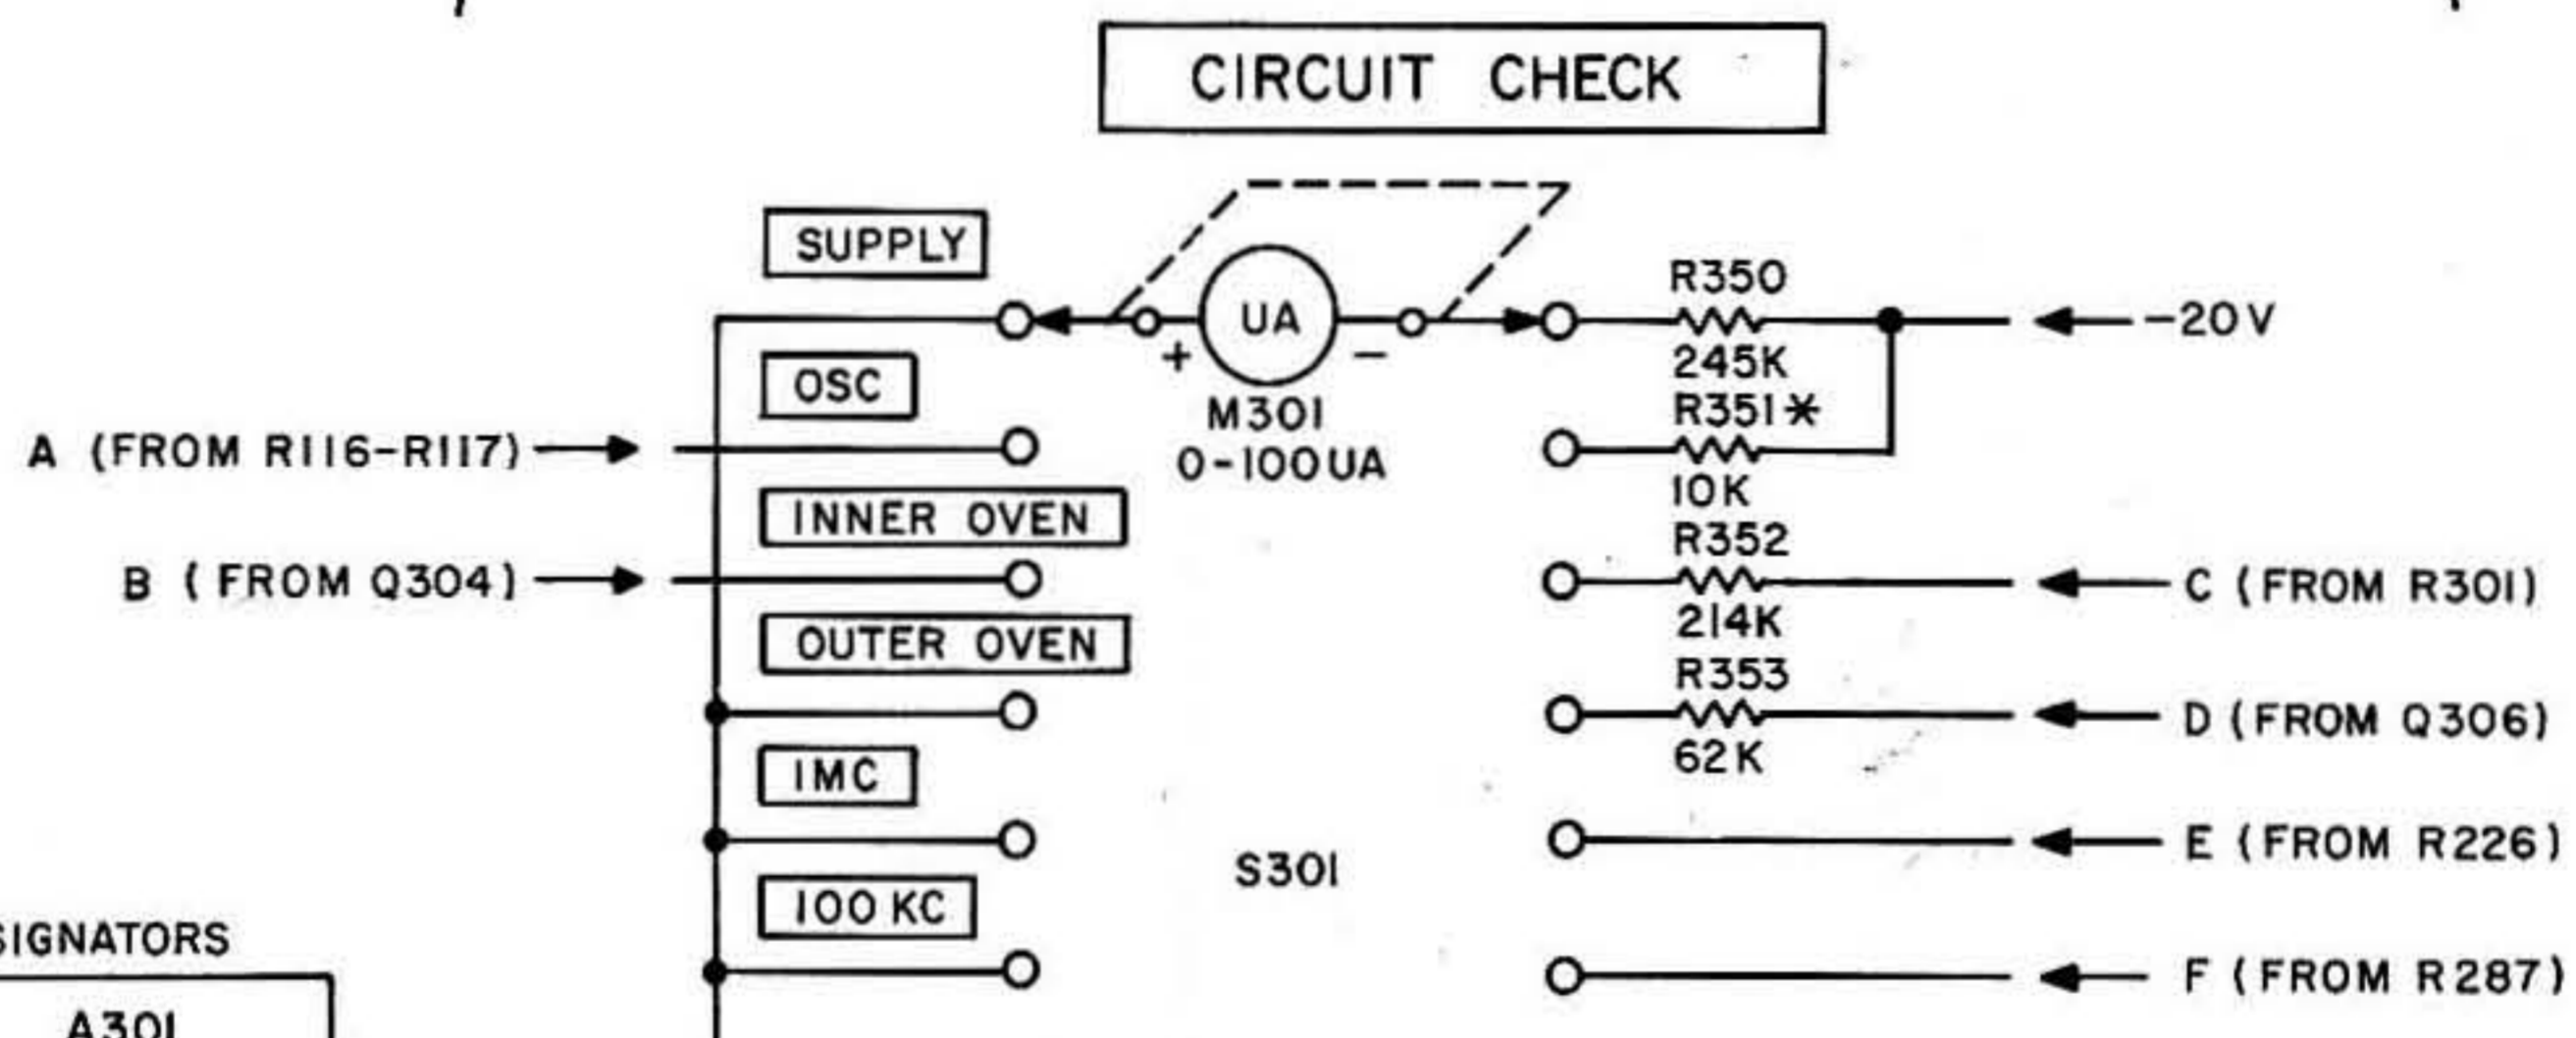 CIRCUIT CHECK
SUPPLY
UA
+ −
M301
0-100UA
R350
245K
-20V
OSC
A (FROM R116-R117)
R351*
10K
INNER OVEN
B (FROM Q304)
R352
214K
C (FROM R301)
OUTER OVEN
R353
62K
D (FROM Q306)
1MC
E (FROM R226)
S301
100 KC
F (FROM R287)
SIGNATORS
A301